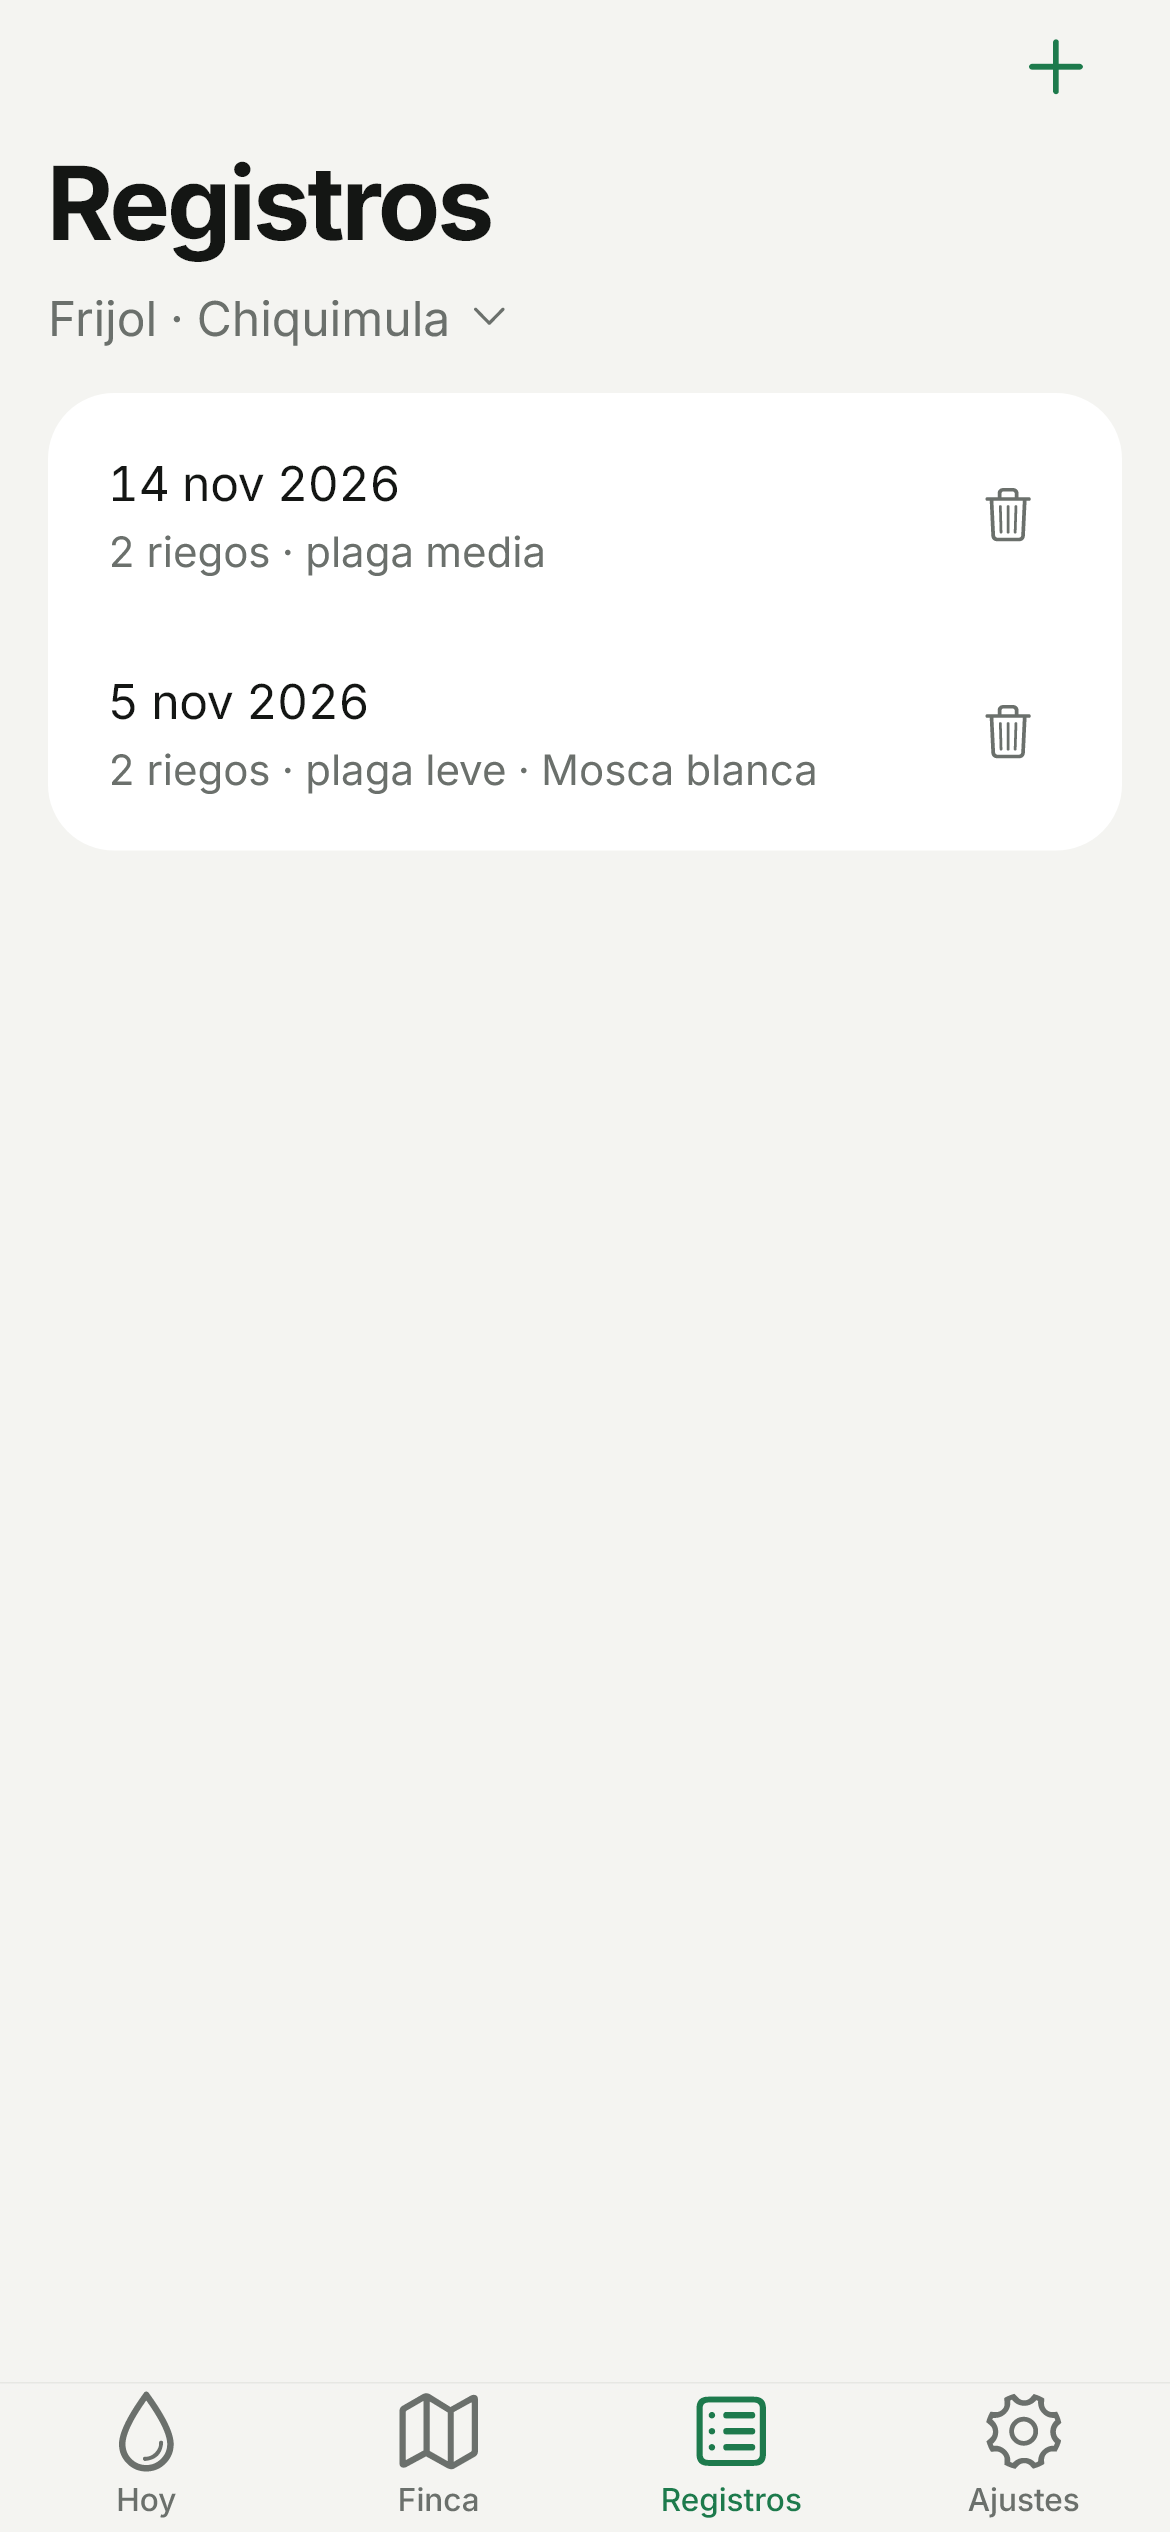 Registros
Frijol · Chiquimula
14 nov 2026
2 riegos · plaga media
5 nov 2026
2 riegos · plaga leve · Mosca blanca
Hoy
Finca
Registros
Ajustes